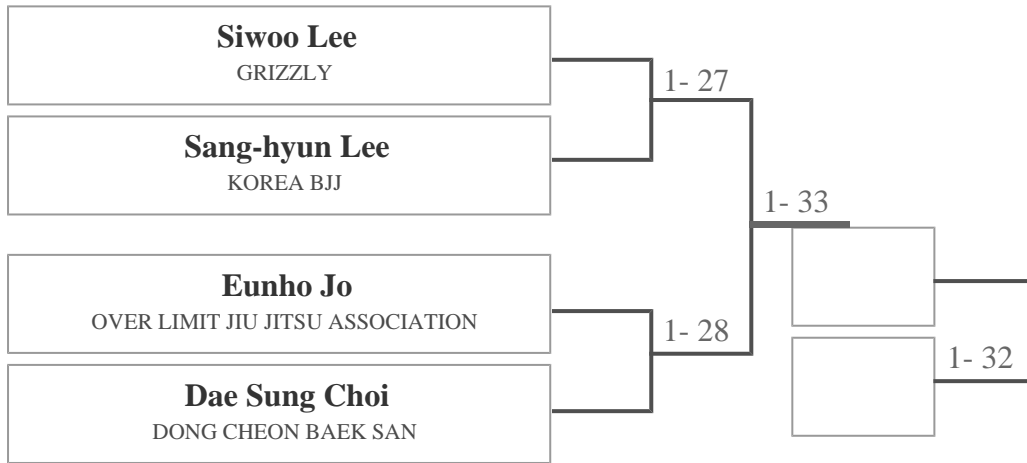 Siwoo Lee
GRIZZLY
1- 27
Sang-hyun Lee
KOREA BJJ
1- 33
Eunho Jo
OVER LIMIT JIU JITSU ASSOCIATION
1- 28
1- 32
Dae Sung Choi
DONG CHEON BAEK SAN